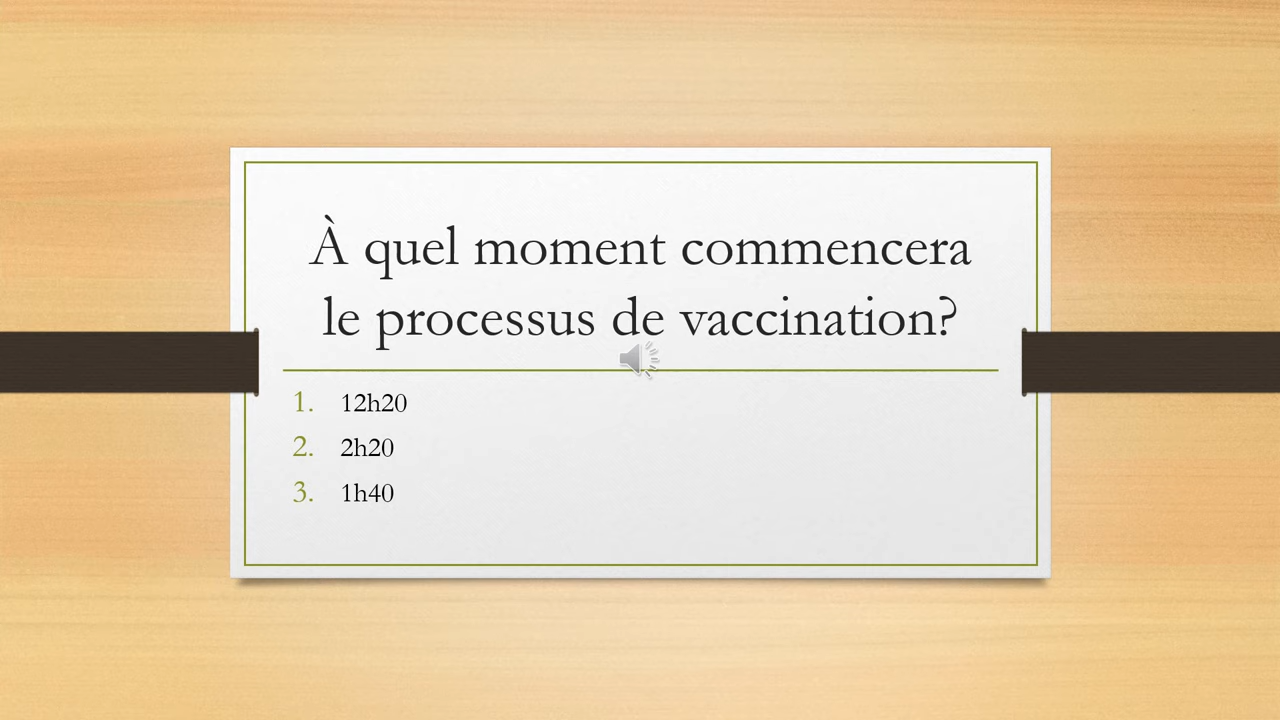 À quel moment commencera
le processus de vaccination?
1. 12h20
2. 2h20
3. 1h40